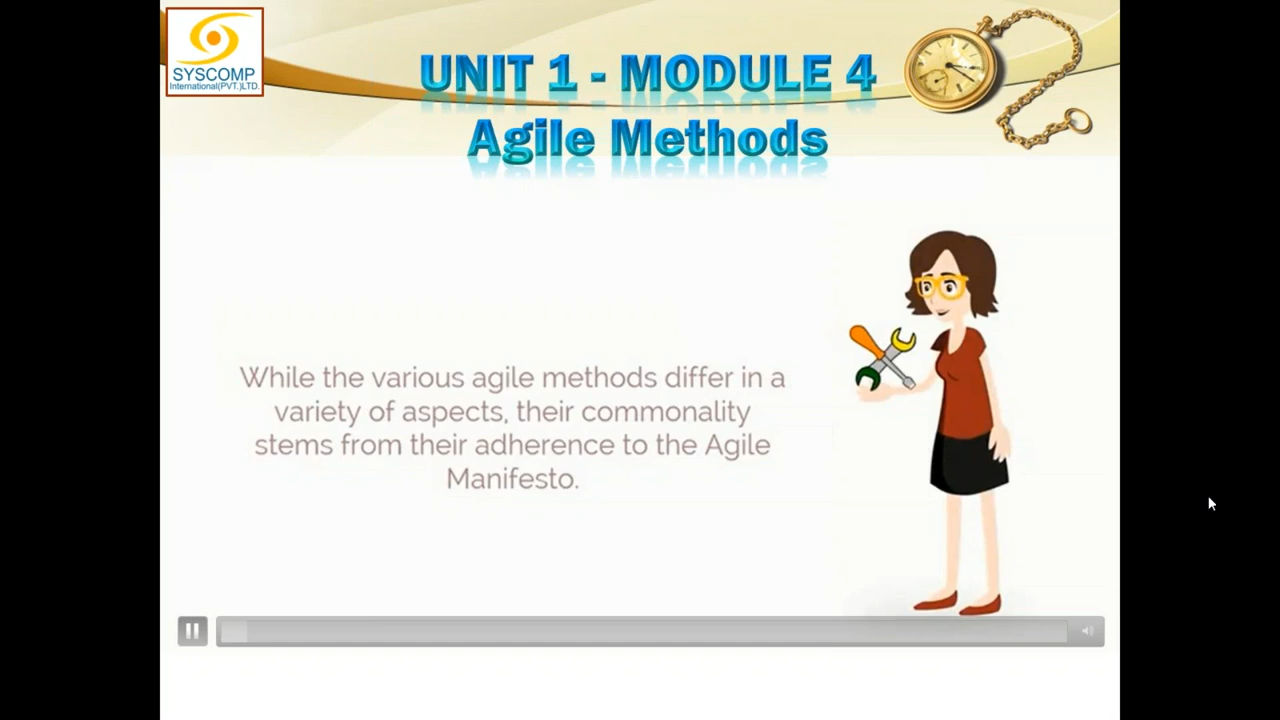 SYSCOMP
International(PVT.)LTD.
UNIT 1 - MODULE 4
Agile Methods
While the various agile methods differ in a
variety of aspects, their commonality
stems from their adherence to the Agile
Manifesto.